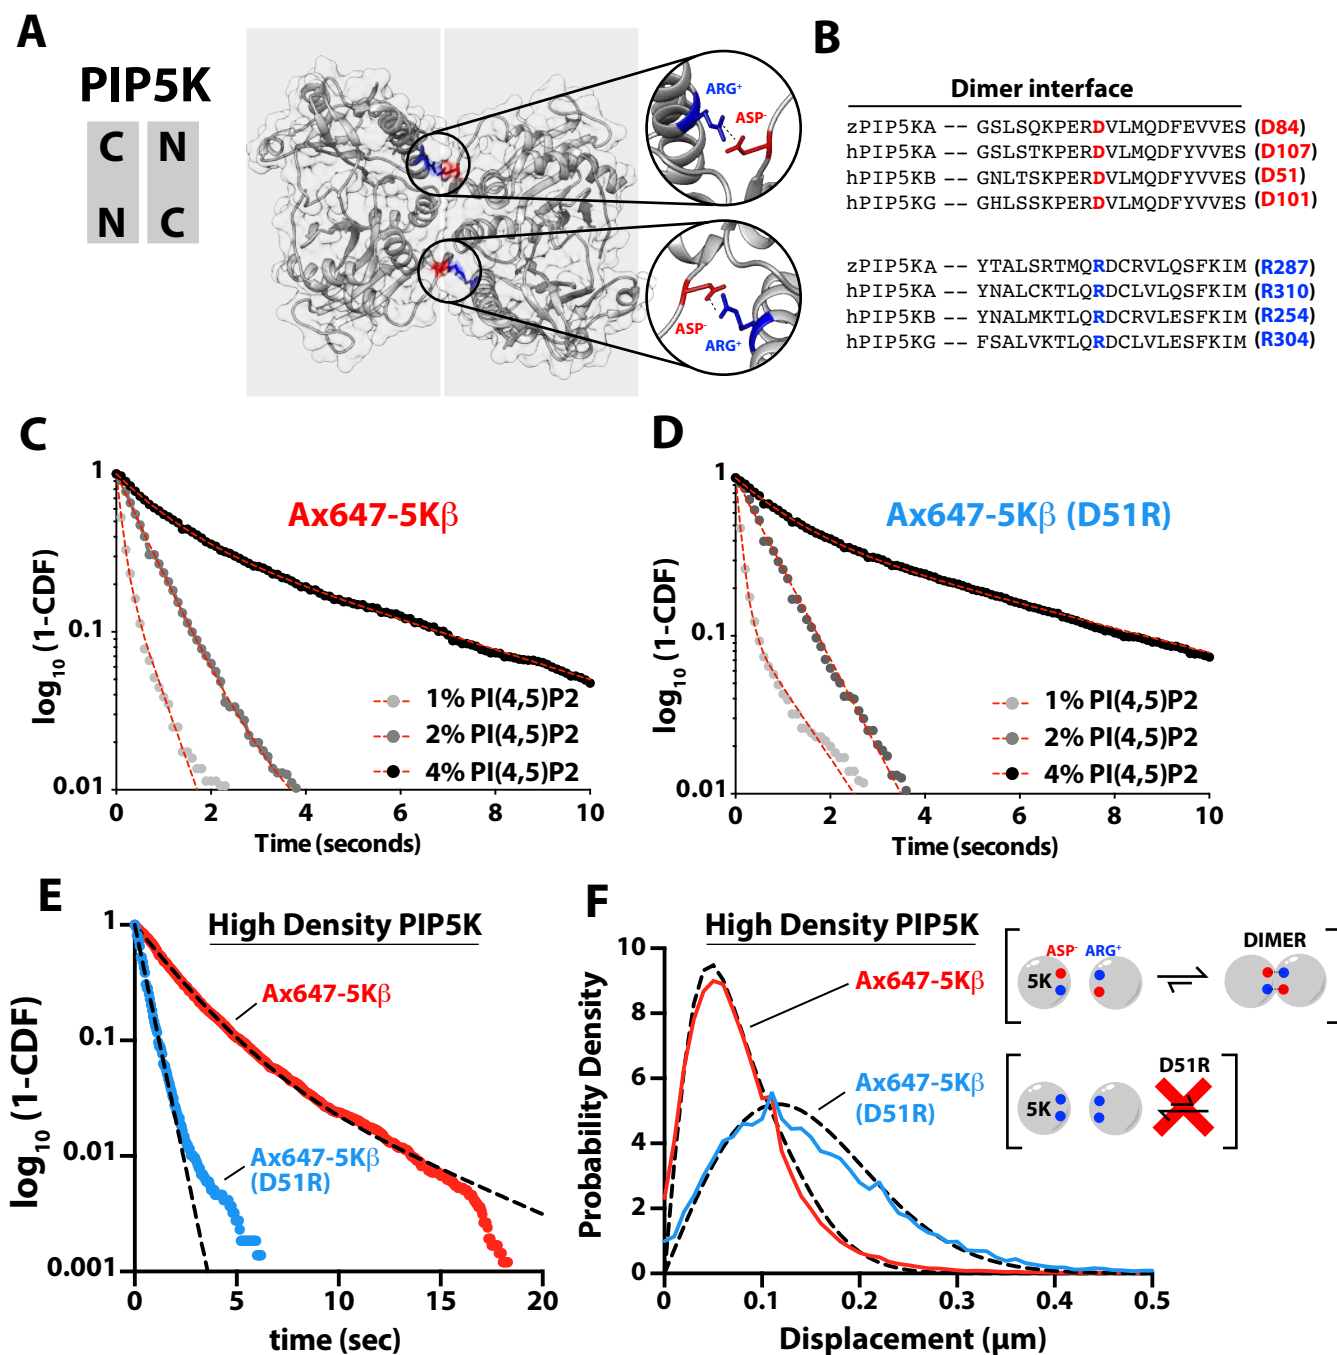 A
PIP5K
C N
N C
ARG⁺
ASP⁻
ASP⁻
ARG⁺
B
Dimer interface
zPIP5KA -- GSLSQKPERDVLMQDFEVVES (D84)
hPIP5KA -- GSLSTKPERDVLMQDFYVVES (D107)
hPIP5KB -- GNLTSKPERDVLMQDFYVVES (D51)
hPIP5KG -- GHLSSKPERDVLMQDFYVVES (D101)
zPIP5KA -- YTALSRTMQRDCRVLQSFKIM (R287)
hPIP5KA -- YNALCKTLQRDCLVLQSFKIM (R310)
hPIP5KB -- YNALMKTLQRDCRVLESFKIM (R254)
hPIP5KG -- FSALVKTLQRDCLVLESFKIM (R304)
C
Ax647-5Kβ
log₁₀ (1-CDF)
1
0.1
0.01
1% PI(4,5)P2
2% PI(4,5)P2
4% PI(4,5)P2
0 2 4 6 8 10
Time (seconds)
D
Ax647-5Kβ (D51R)
log₁₀ (1-CDF)
1
0.1
0.01
1% PI(4,5)P2
2% PI(4,5)P2
4% PI(4,5)P2
0 2 4 6 8 10
Time (seconds)
E
High Density PIP5K
log₁₀ (1-CDF)
1
0.1
0.01
0.001
Ax647-5Kβ
Ax647-5Kβ
(D51R)
0 5 10 15 20
time (sec)
F
High Density PIP5K
Probability Density
10
8
6
4
2
0
Ax647-5Kβ
Ax647-5Kβ
(D51R)
0 0.1 0.2 0.3 0.4 0.5
Displacement (μm)
ASP⁻ ARG⁺ DIMER
5K
D51R
5K